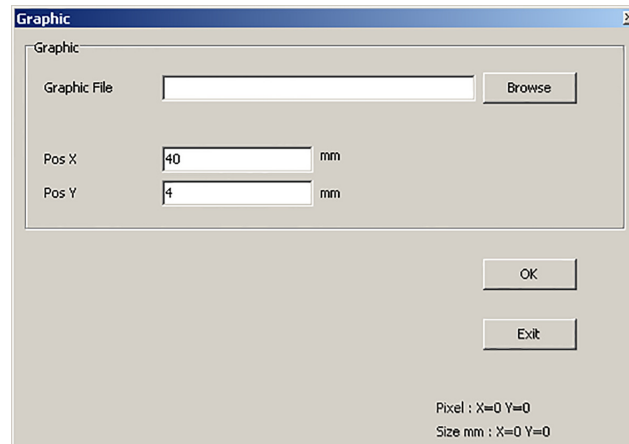 Graphic
Graphic
Graphic File Browse
Pos X 40 mm
Pos Y 4 mm
OK
Exit
Pixel : X=0 Y=0
Size mm : X=0 Y=0